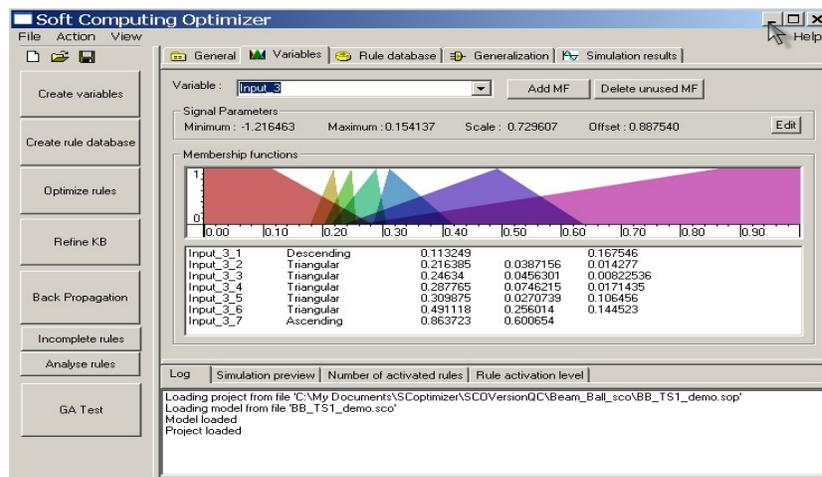 Soft Computing Optimizer
File Action View Help
General Variables Rule database Generalization Simulation results
Create variables
Create rule database
Optimize rules
Refine KB
Back Propagation
Incomplete rules
Analyse rules
GA Test
Variable : Input_3 Add MF Delete unused MF
Signal Parameters
Minimum : -1.216463 Maximum : 0.154137 Scale : 0.729607 Offset : 0.887540 Edit
Membership functions
1
0
0.00 0.10 0.20 0.30 0.40 0.50 0.60 0.70 0.80 0.90
Input_3_1 Descending 0.113249 0.167546
Input_3_2 Triangular 0.216385 0.0387156 0.014277
Input_3_3 Triangular 0.24634 0.0456301 0.00822536
Input_3_4 Triangular 0.287765 0.0746215 0.0171435
Input_3_5 Triangular 0.309875 0.0270739 0.106456
Input_3_6 Triangular 0.491118 0.256014 0.144523
Input_3_7 Ascending 0.863723 0.600654
Log Simulation preview Number of activated rules Rule activation level
Loading project from file 'C:\My Documents\SCoptimizer\SCOVersionQC\Beam_Ball_sco\BB_TS1_demo.sop'
Loading model from file 'BB_TS1_demo.sco'
Model loaded
Project loaded